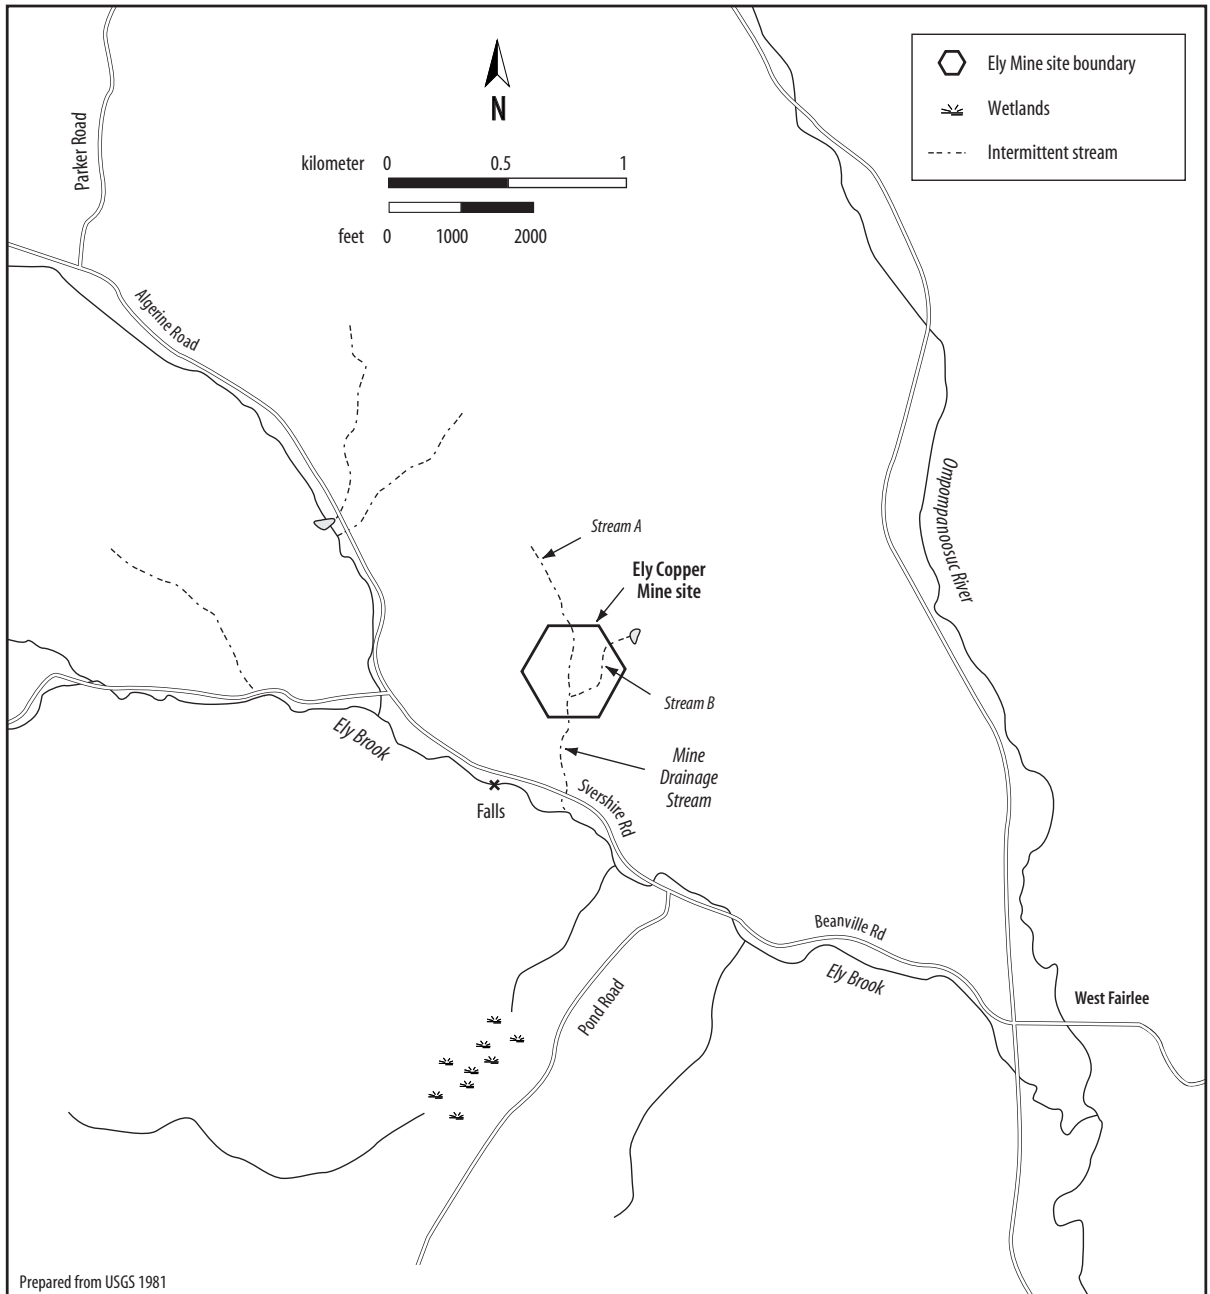 Ely Mine site boundary
Wetlands
Intermittent stream
N
kilometer 0 0.5 1
feet 0 1000 2000
Parker Road
Algerine Road
Ompompanoosuc River
Stream A
Ely Copper
Mine site
Stream B
Ely Brook
Mine
Drainage
Stream
Svershire Rd
Falls
Beanville Rd
Ely Brook
Pond Road
West Fairlee
Prepared from USGS 1981